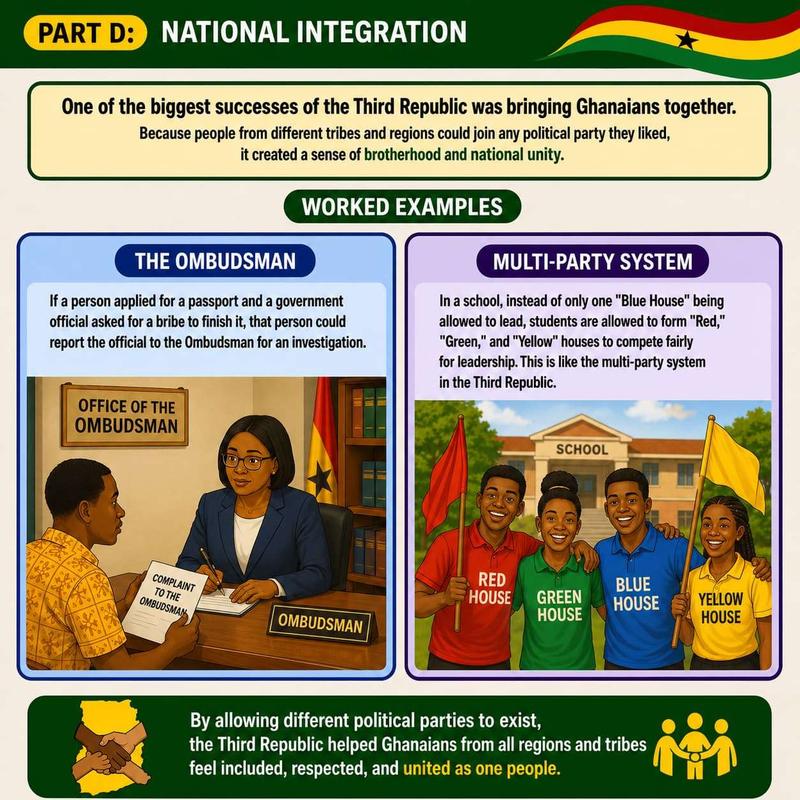 PART D: NATIONAL INTEGRATION
One of the biggest successes of the Third Republic was bringing Ghanaians together.
Because people from different tribes and regions could join any political party they liked,
it created a sense of brotherhood and national unity.
WORKED EXAMPLES
THE OMBUDSMAN
If a person applied for a passport and a government
official asked for a bribe to finish it, that person could
report the official to the Ombudsman for an investigation.
OFFICE OF THE
OMBUDSMAN
COMPLAINT
TO THE
OMBUDSMAN
OMBUDSMAN
MULTI-PARTY SYSTEM
In a school, instead of only one "Blue House" being
allowed to lead, students are allowed to form "Red,"
"Green," and "Yellow" houses to compete fairly
for leadership. This is like the multi-party system
in the Third Republic.
SCHOOL
RED
HOUSE
GREEN
HOUSE
BLUE
HOUSE
YELLOW
HOUSE
By allowing different political parties to exist,
the Third Republic helped Ghanaians from all regions and tribes
feel included, respected, and united as one people.